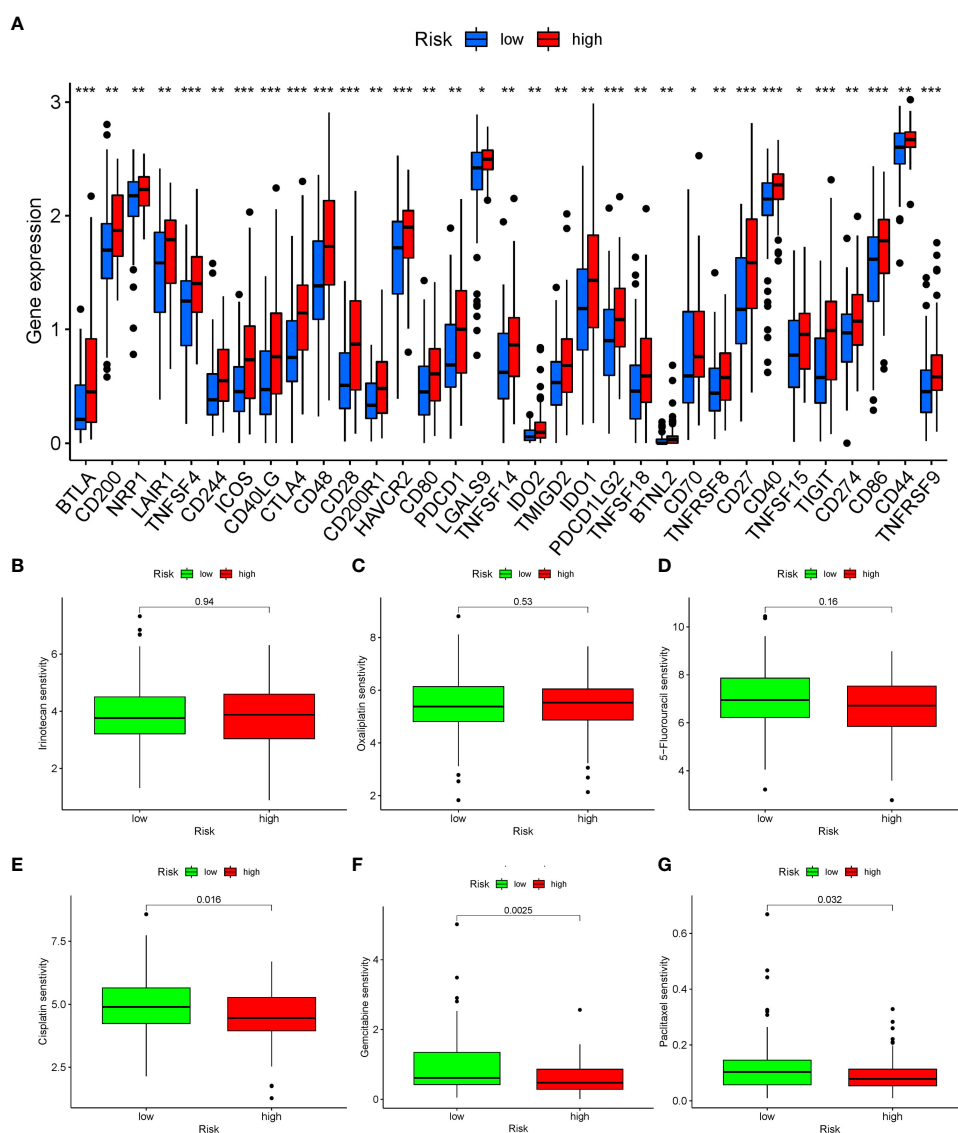 A
Risk low high
*** ** ** ** *** ** *** *** *** *** *** ** *** ** ** * ** ** ** ** *** ** ** * ** *** *** * *** ** *** ** ***
Gene expression
3
2
1
0
BTLA CD200 NRP1 LAIR1 TNFSF4 CD244 ICOS CD40LG CTLA4 CD48 CD28 CD200R1 HAVCR2 CD80 PDCD1 LGALS9 TNFSF14 IDO2 TMIGD2 IDO1 PDCD1LG2 TNFSF18 BTNL2 CD70 TNFRSF8 CD27 CD40 TNFSF15 TIGIT CD274 CD86 CD44 TNFRSF9
B
Risk low high
0.94
Irinotecan senstivity
6
4
2
low high
Risk
C
Risk low high
0.53
Oxaliplatin senstivity
8
6
4
2
low high
Risk
D
Risk low high
0.16
5−Fluorouracil senstivity
10
8
6
4
low high
Risk
E
Risk low high
0.016
Cisplatin senstivity
7.5
5.0
2.5
low high
Risk
F
Risk low high
0.0025
Gemcitabine senstivity
4
2
0
low high
Risk
G
Risk low high
0.032
Paclitaxel senstivity
0.6
0.4
0.2
0.0
low high
Risk